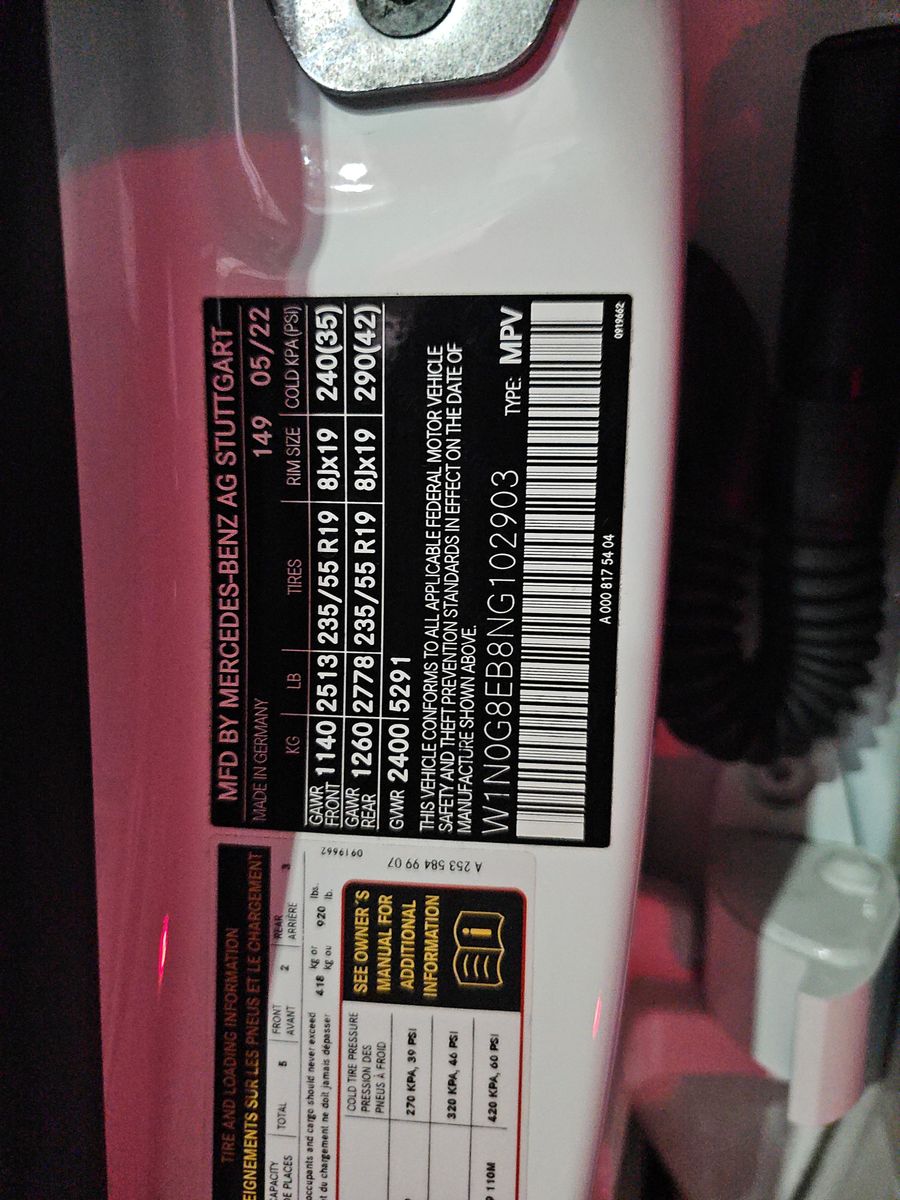 MFD BY MERCEDES-BENZ AG STUTTGART
MADE IN GERMANY 149 05/22
KG LB TIRES RIM SIZE COLD KPA(PSI)
GAWR FRONT 1140 2513 235/55 R19 8Jx19 240(35)
GAWR REAR 1260 2778 235/55 R19 8Jx19 290(42)
GVWR 2400 5291
THIS VEHICLE CONFORMS TO ALL APPLICABLE FEDERAL MOTOR VEHICLE
SAFETY AND THEFT PREVENTION STANDARDS IN EFFECT ON THE DATE OF
MANUFACTURE SHOWN ABOVE.
W1N0G8EB8NG102903 TYPE: MPV
A 000 817 54 04
0919662
TIRE AND LOADING INFORMATION
EIGNEMENTS SUR LES PNEUS ET LE CHARGEMENT
APACITY TOTAL 5 FRONT 2 REAR 3
DE PLACES AVANT ARRIÈRE
occupants and cargo should never exceed 418 kg or 920 lbs.
t du chargement ne doit jamais dépasser kg ou lb.
COLD TIRE PRESSURE
PRESSION DES
PNEUS À FROID
270 KPA, 39 PSI
320 KPA, 46 PSI
110M 420 KPA, 60 PSI
SEE OWNER'S
MANUAL FOR
ADDITIONAL
INFORMATION
0919662
A 253 584 99 07